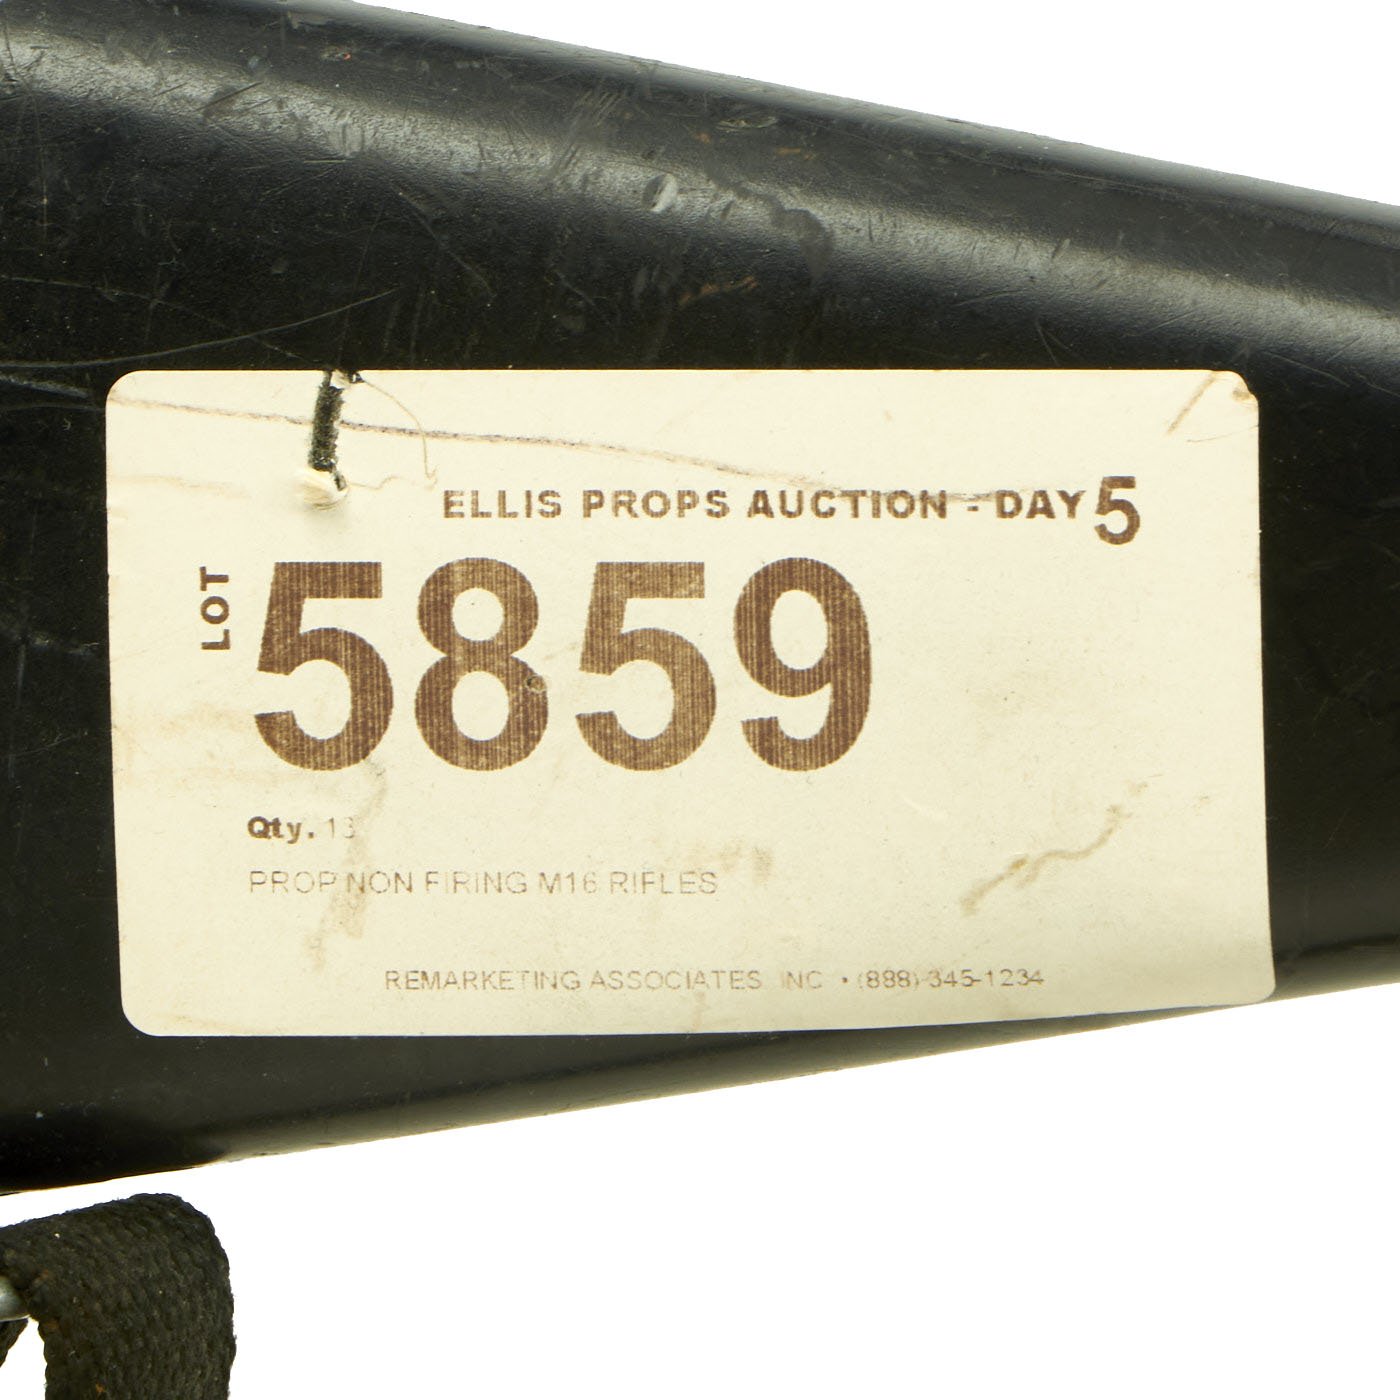 ELLIS PROPS AUCTION - DAY 5
LOT
5859
Qty. 13
PROP NON FIRING M16 RIFLES
REMARKETING ASSOCIATES INC • (888) 345-1234